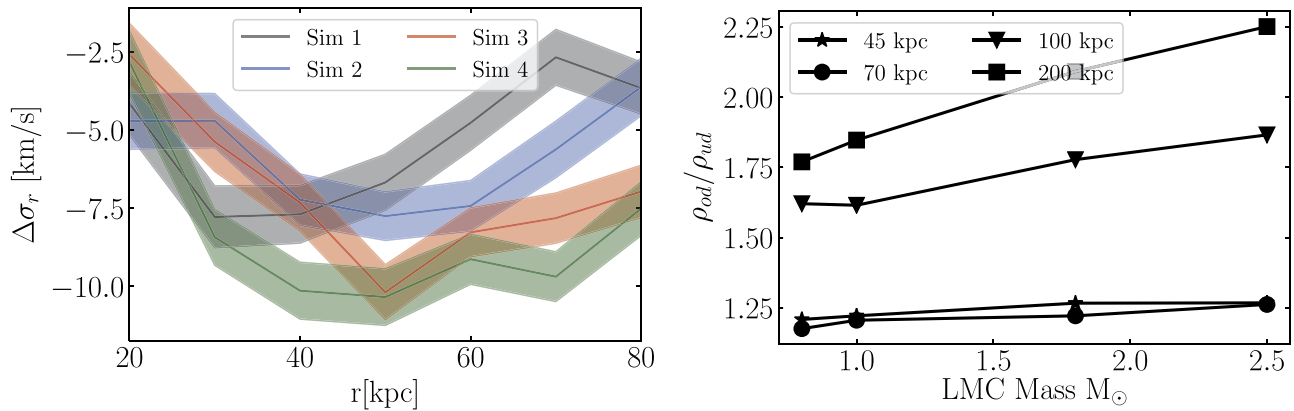 Δσ_r [km/s]
−2.5
−5.0
−7.5
−10.0
Sim 1
Sim 2
Sim 3
Sim 4
20
40
60
80
r[kpc]
ρ_od/ρ_ud
2.25
2.00
1.75
1.50
1.25
45 kpc
70 kpc
100 kpc
200 kpc
1.0
1.5
2.0
2.5
LMC Mass M_⊙